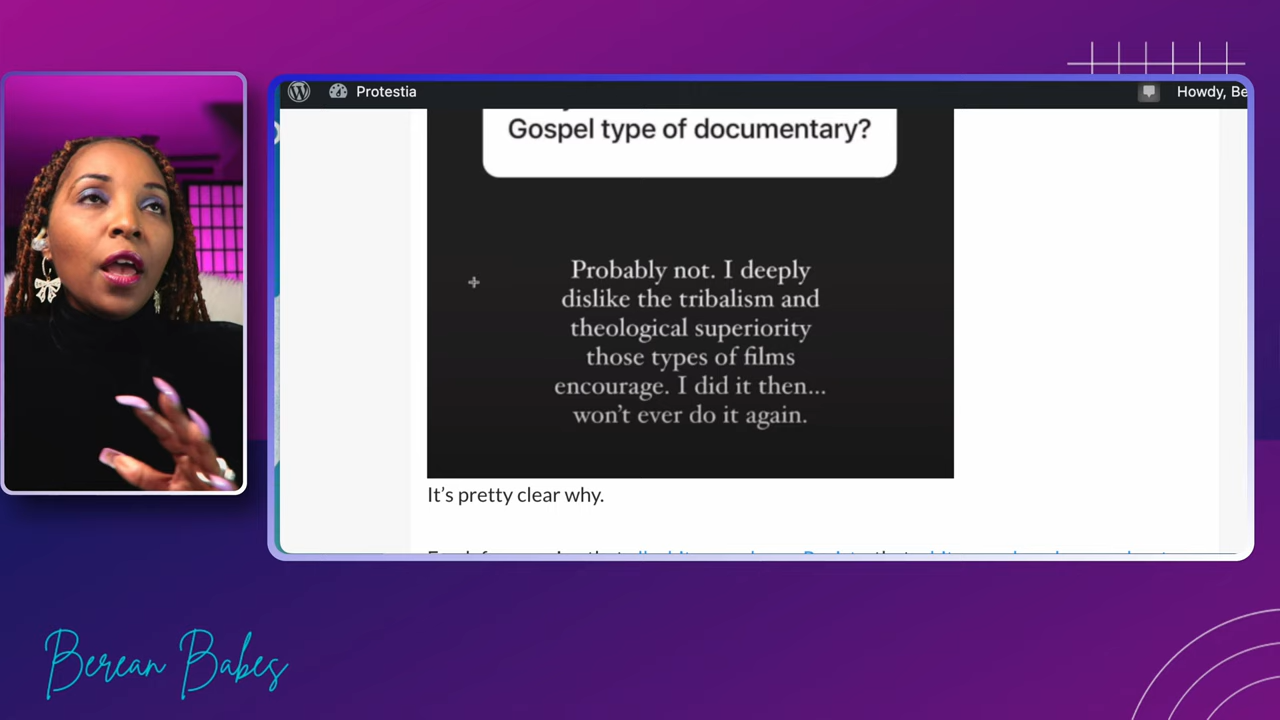 Protestia
Howdy, Be
Gospel type of documentary?
Probably not. I deeply
dislike the tribalism and
theological superiority
those types of films
encourage. I did it then...
won't ever do it again.
It's pretty clear why.
Berean Babes